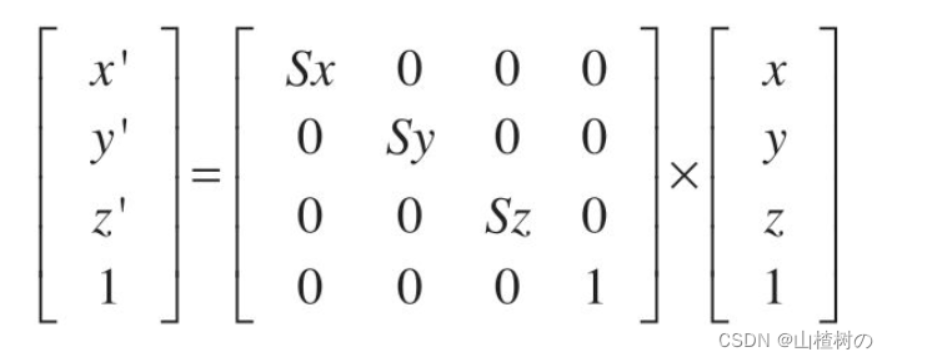 x' Sx 0 0 0 x
y' 0 Sy 0 0 y
= ×
z' 0 0 Sz 0 z
1 0 0 0 1 1
CSDN @山楂树の